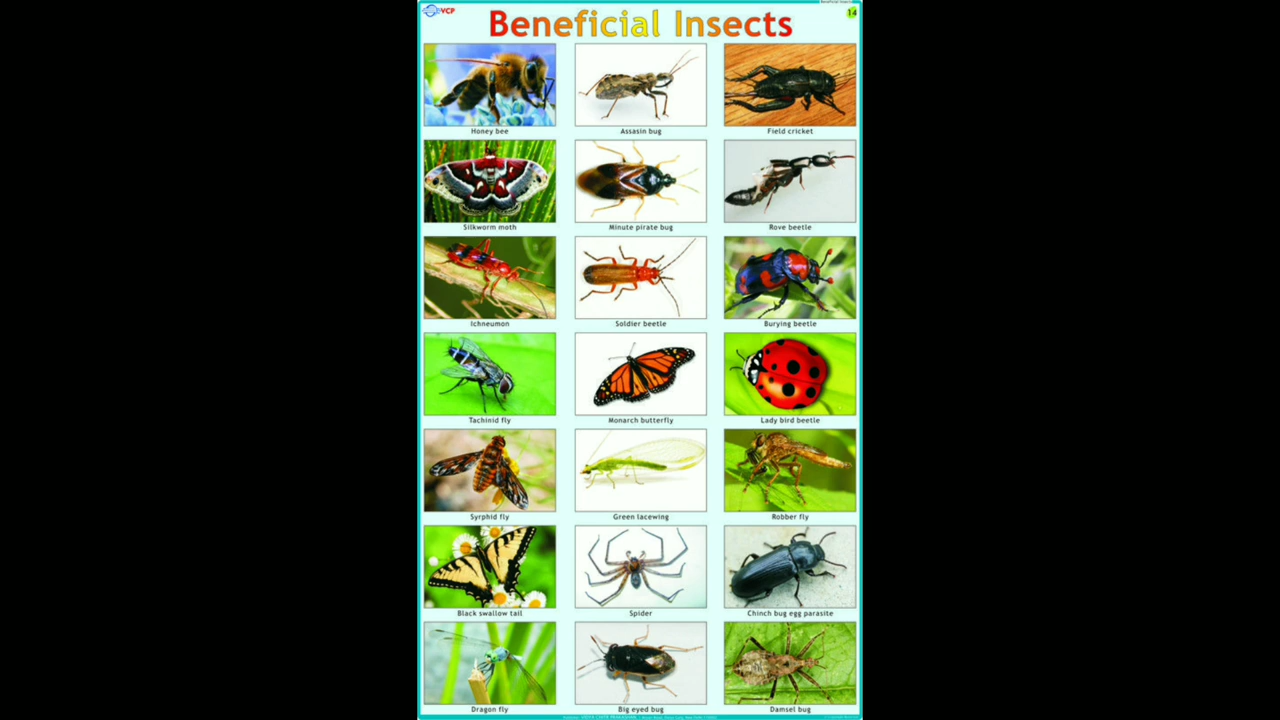 Beneficial Insects
VCP
Beneficial Insects
14
Honey bee
Assasin bug
Field cricket
Silkworm moth
Minute pirate bug
Rove beetle
Ichneumon
Soldier beetle
Burying beetle
Tachinid fly
Monarch butterfly
Lady bird beetle
Syrphid fly
Green lacewing
Robber fly
Black swallow tail
Spider
Chinch bug egg parasite
Dragon fly
Big eyed bug
Damsel bug